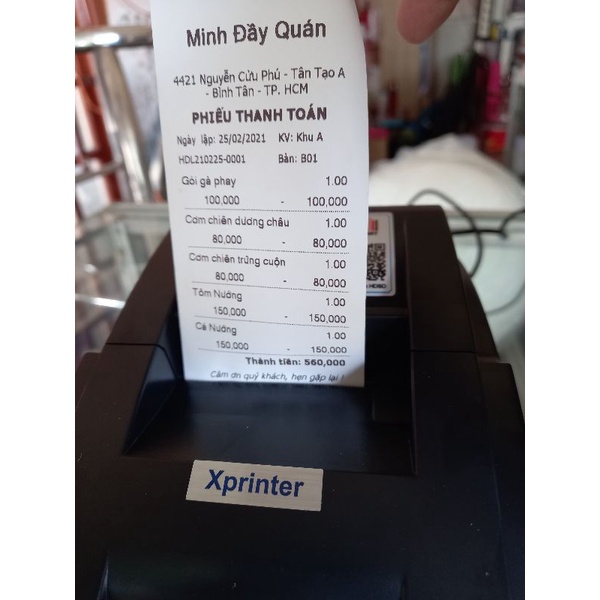 Minh Đầy Quán
4421 Nguyễn Cửu Phú - Tân Tạo A
- Bình Tân - TP. HCM
PHIẾU THANH TOÁN
Ngày lập: 25/02/2021 KV: Khu A
HDL210225-0001 Bàn: B01
Gỏi gà phay 1.00
100,000 - 100,000
Cơm chiên dương châu 1.00
80,000 - 80,000
Cơm chiên trứng cuộn 1.00
80,000 - 80,000
Tôm Nướng 1.00
150,000 - 150,000
Cá Nướng 1.00
150,000 - 150,000
Thành tiền: 560,000
Cảm ơn quý khách, hẹn gặp lại !
Xprinter